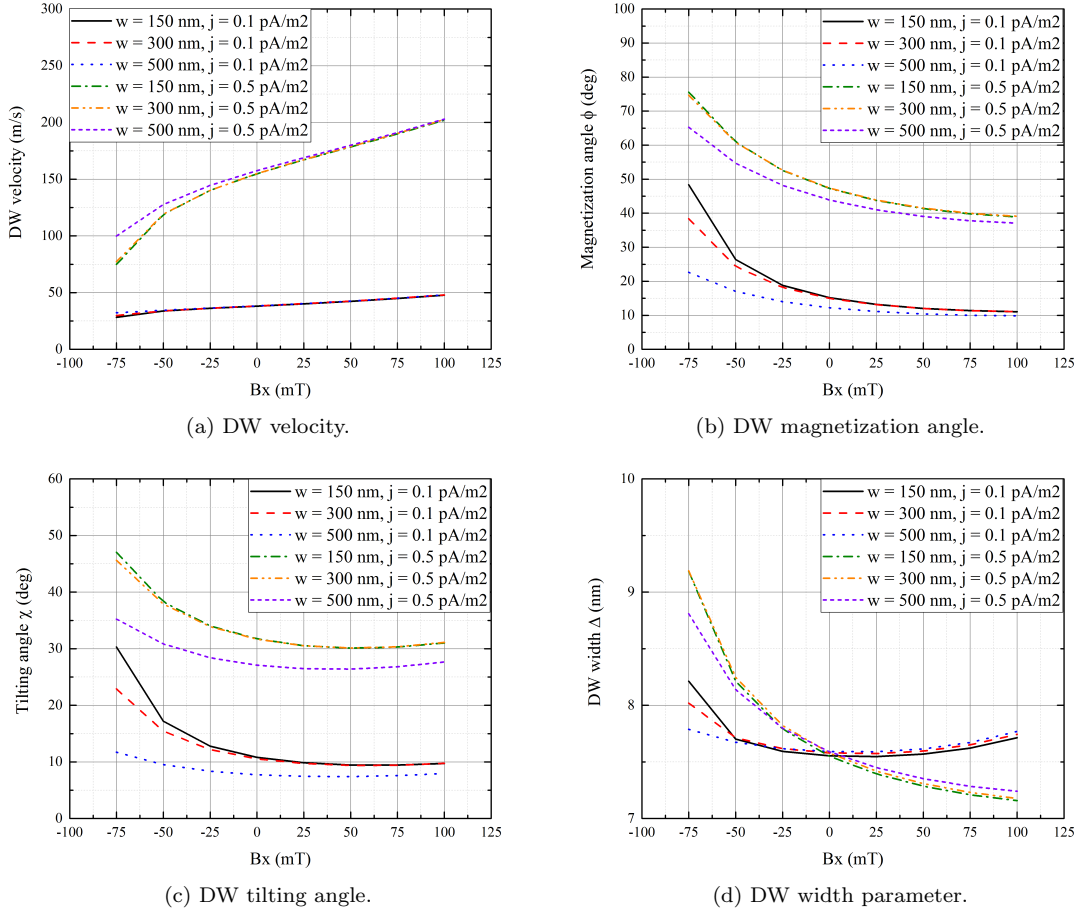 300
250
200
150
100
50
0
w = 150 nm, j = 0.1 pA/m2
w = 300 nm, j = 0.1 pA/m2
w = 500 nm, j = 0.1 pA/m2
w = 150 nm, j = 0.5 pA/m2
w = 300 nm, j = 0.5 pA/m2
w = 500 nm, j = 0.5 pA/m2
DW velocity (m/s)
-100 -75 -50 -25 0 25 50 75 100 125
Bx (mT)
(a) DW velocity.
100
90
80
70
60
50
40
30
20
10
0
w = 150 nm, j = 0.1 pA/m2
w = 300 nm, j = 0.1 pA/m2
w = 500 nm, j = 0.1 pA/m2
w = 150 nm, j = 0.5 pA/m2
w = 300 nm, j = 0.5 pA/m2
w = 500 nm, j = 0.5 pA/m2
Magnetization angle ϕ (deg)
-100 -75 -50 -25 0 25 50 75 100 125
Bx (mT)
(b) DW magnetization angle.
60
50
40
30
20
10
0
w = 150 nm, j = 0.1 pA/m2
w = 300 nm, j = 0.1 pA/m2
w = 500 nm, j = 0.1 pA/m2
w = 150 nm, j = 0.5 pA/m2
w = 300 nm, j = 0.5 pA/m2
w = 500 nm, j = 0.5 pA/m2
Tilting angle χ (deg)
-100 -75 -50 -25 0 25 50 75 100 125
Bx (mT)
(c) DW tilting angle.
10
9
8
7
w = 150 nm, j = 0.1 pA/m2
w = 300 nm, j = 0.1 pA/m2
w = 500 nm, j = 0.1 pA/m2
w = 150 nm, j = 0.5 pA/m2
w = 300 nm, j = 0.5 pA/m2
w = 500 nm, j = 0.5 pA/m2
DW width Δ (nm)
-100 -75 -50 -25 0 25 50 75 100 125
Bx (mT)
(d) DW width parameter.